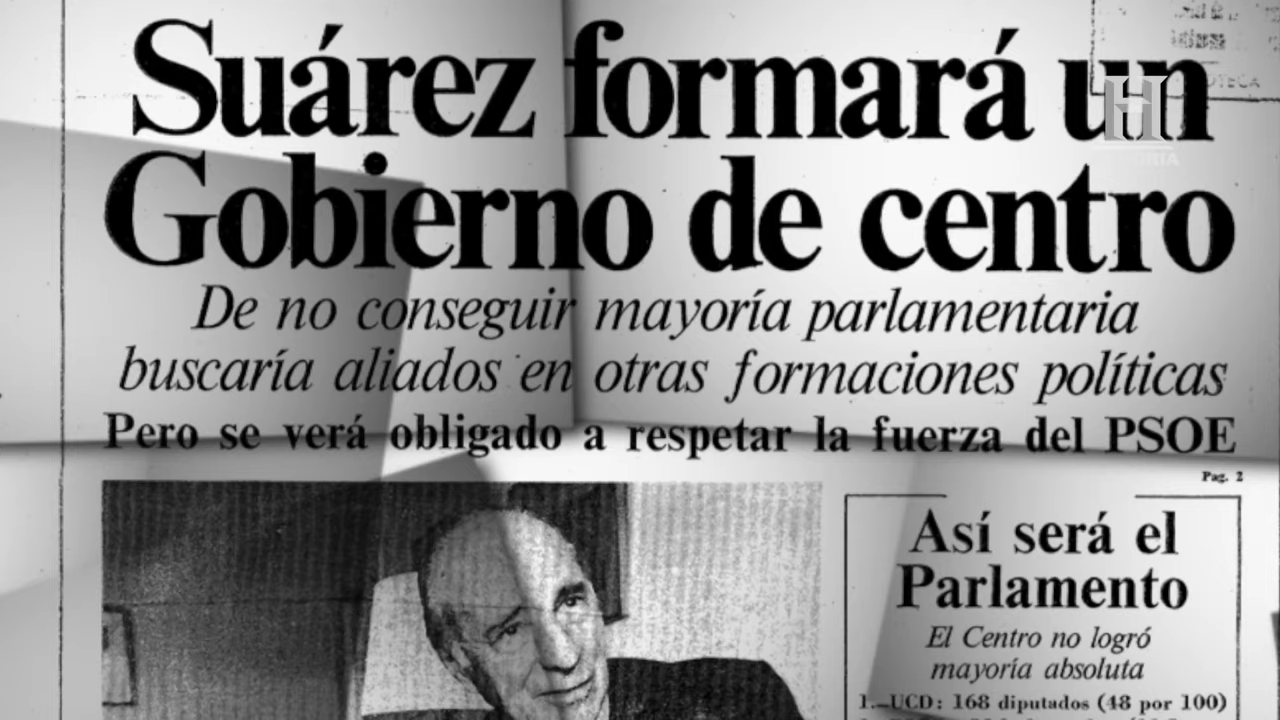 Suárez formará un
Gobierno de centro
De no conseguir mayoría parlamentaria
buscaría aliados en otras formaciones políticas
Pero se verá obligado a respetar la fuerza del PSOE
Pag. 2
Así será el
Parlamento
El Centro no logró
mayoría absoluta
1.—UCD: 168 diputados (48 por 100)
H